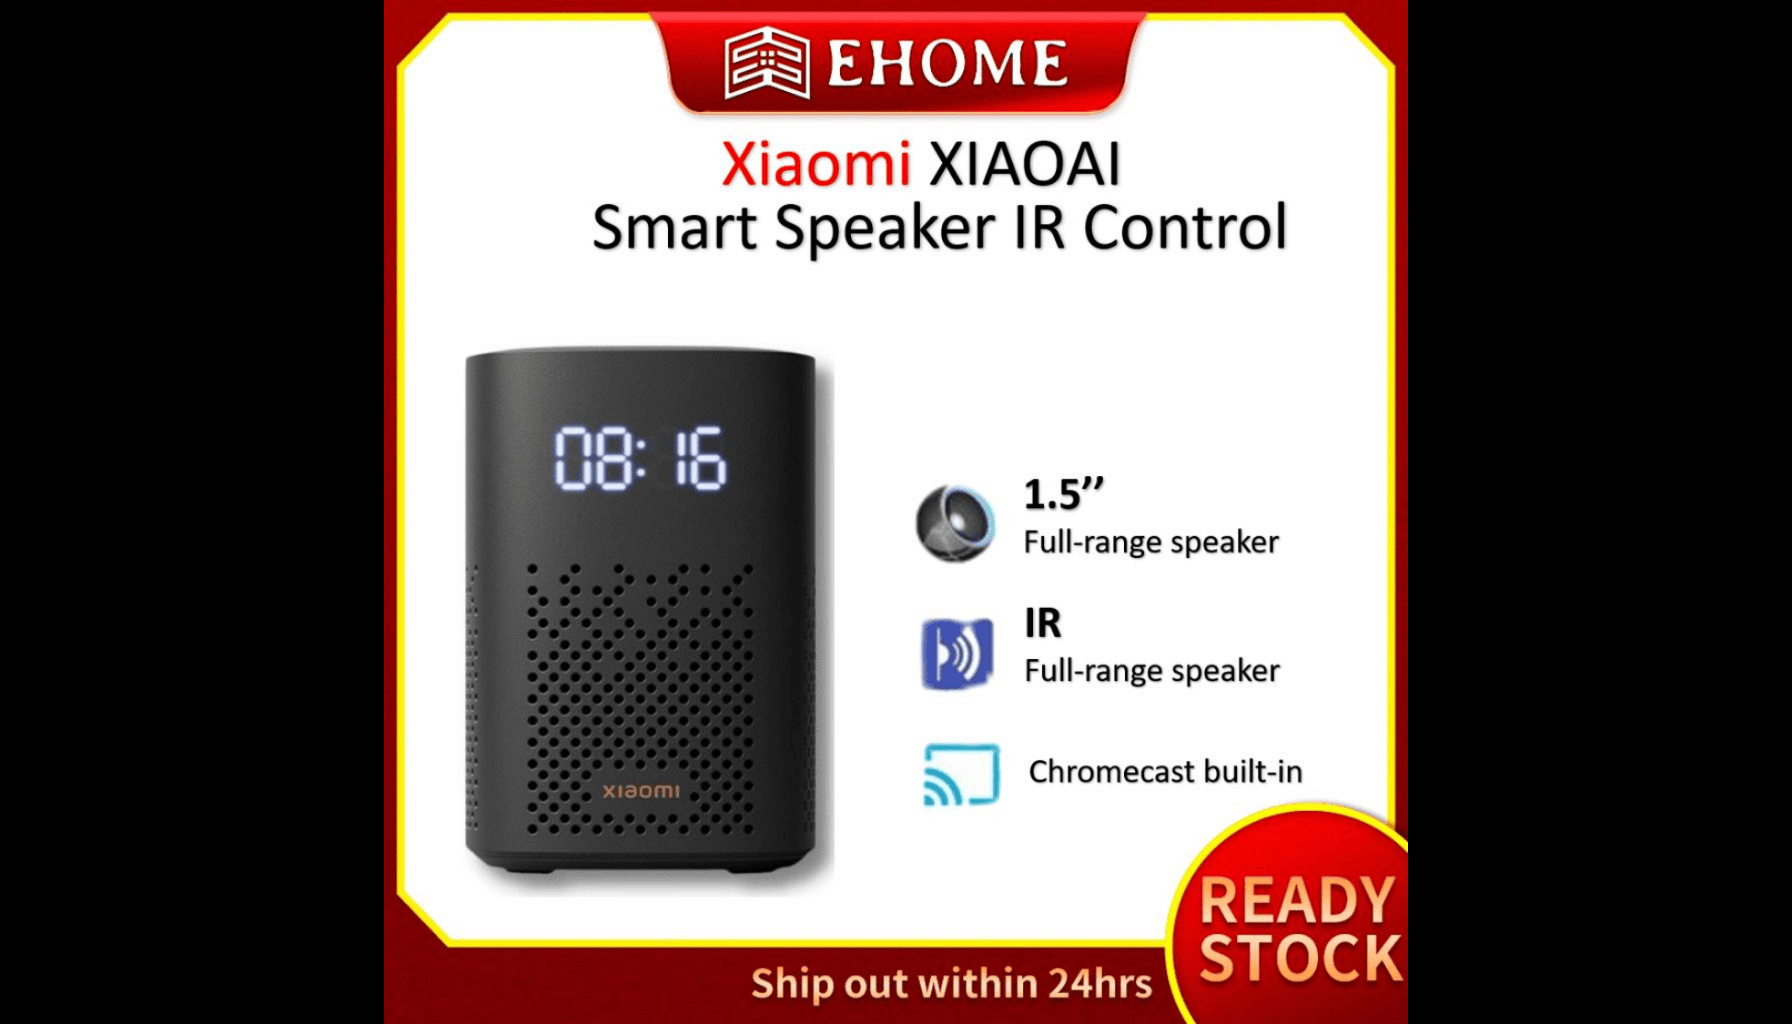 EHOME
Xiaomi XIAOAI
Smart Speaker IR Control
08:16
1.5’’
Full-range speaker
IR
Full-range speaker
Chromecast built-in
xiaomi
READY
STOCK
Ship out within 24hrs